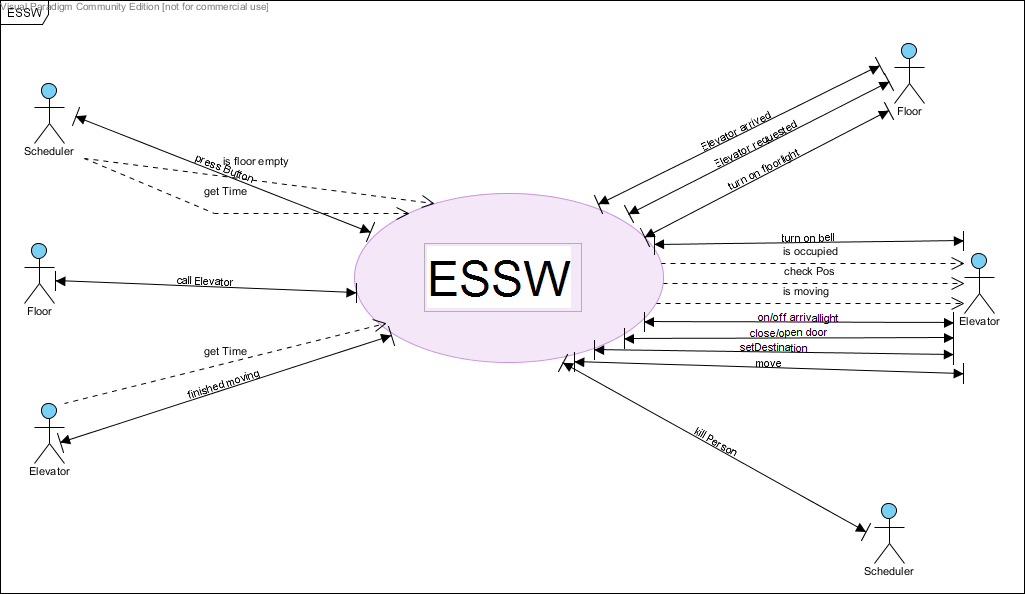 Visual Paradigm Community Edition [not for commercial use]
ESSW
Floor
Elevator arrived
Elevator requested
turn on floorlight
Scheduler
is floor empty
press Button
get Time
turn on bell
is occupied
check Pos
is moving
ESSW
Floor
call Elevator
Elevator
on/off arrivallight
close/open door
setDestination
move
get Time
finished moving
Elevator
kill Person
Scheduler